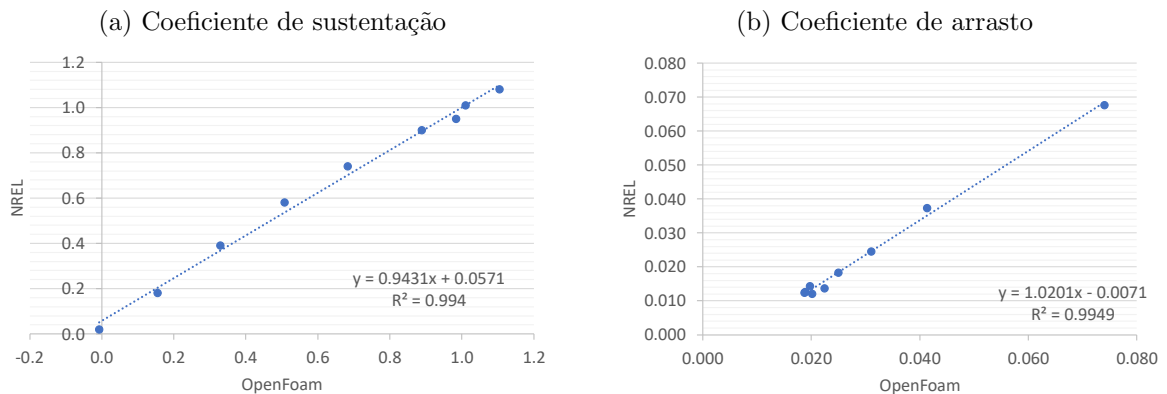 (a) Coeficiente de sustentação
1.2
1.0
0.8
0.6
0.4
0.2
0.0
-0.2
0.0
0.2
0.4
0.6
0.8
1.0
1.2
NREL
OpenFoam
y = 0.9431x + 0.0571
R² = 0.994
(b) Coeficiente de arrasto
0.080
0.070
0.060
0.050
0.040
0.030
0.020
0.010
0.000
0.000
0.020
0.040
0.060
0.080
NREL
OpenFoam
y = 1.0201x - 0.0071
R² = 0.9949